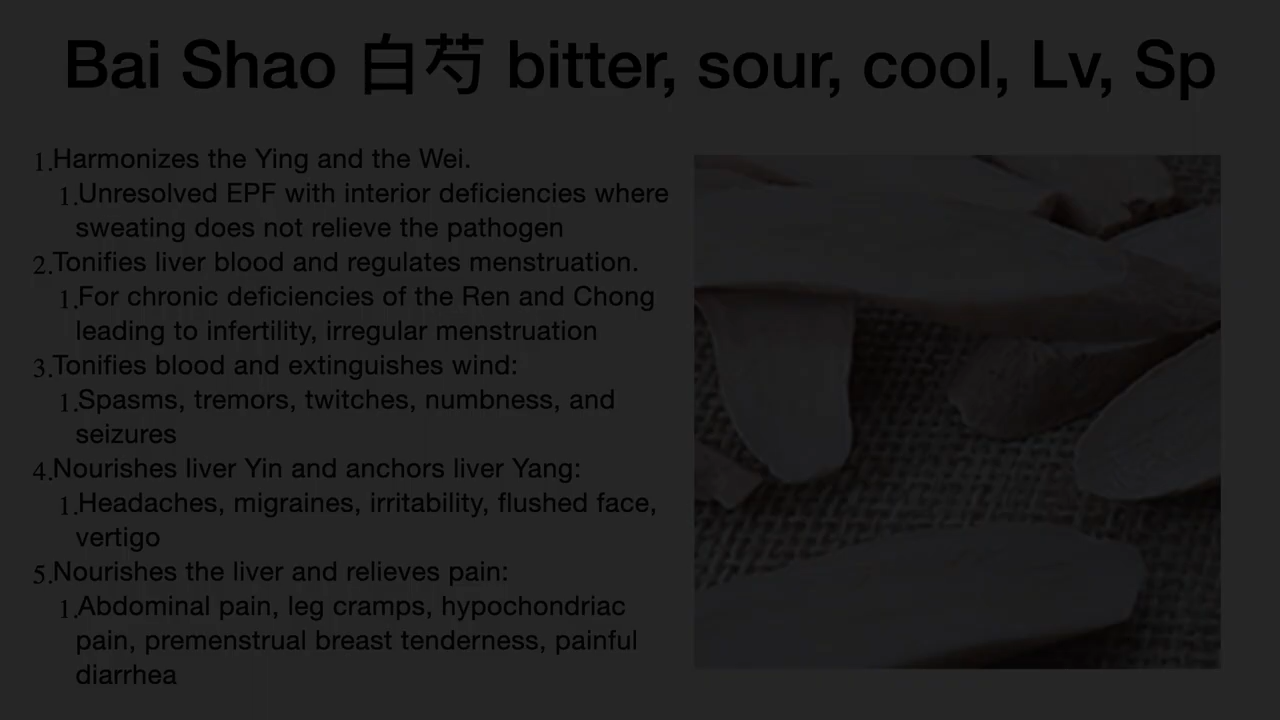 Bai Shao 白芍 bitter, sour, cool, Lv, Sp
1.Harmonizes the Ying and the Wei.
1.Unresolved EPF with interior deficiencies where
sweating does not relieve the pathogen
2.Tonifies liver blood and regulates menstruation.
1.For chronic deficiencies of the Ren and Chong
leading to infertility, irregular menstruation
3.Tonifies blood and extinguishes wind:
1.Spasms, tremors, twitches, numbness, and
seizures
4.Nourishes liver Yin and anchors liver Yang:
1.Headaches, migraines, irritability, flushed face,
vertigo
5.Nourishes the liver and relieves pain:
1.Abdominal pain, leg cramps, hypochondriac
pain, premenstrual breast tenderness, painful
diarrhea